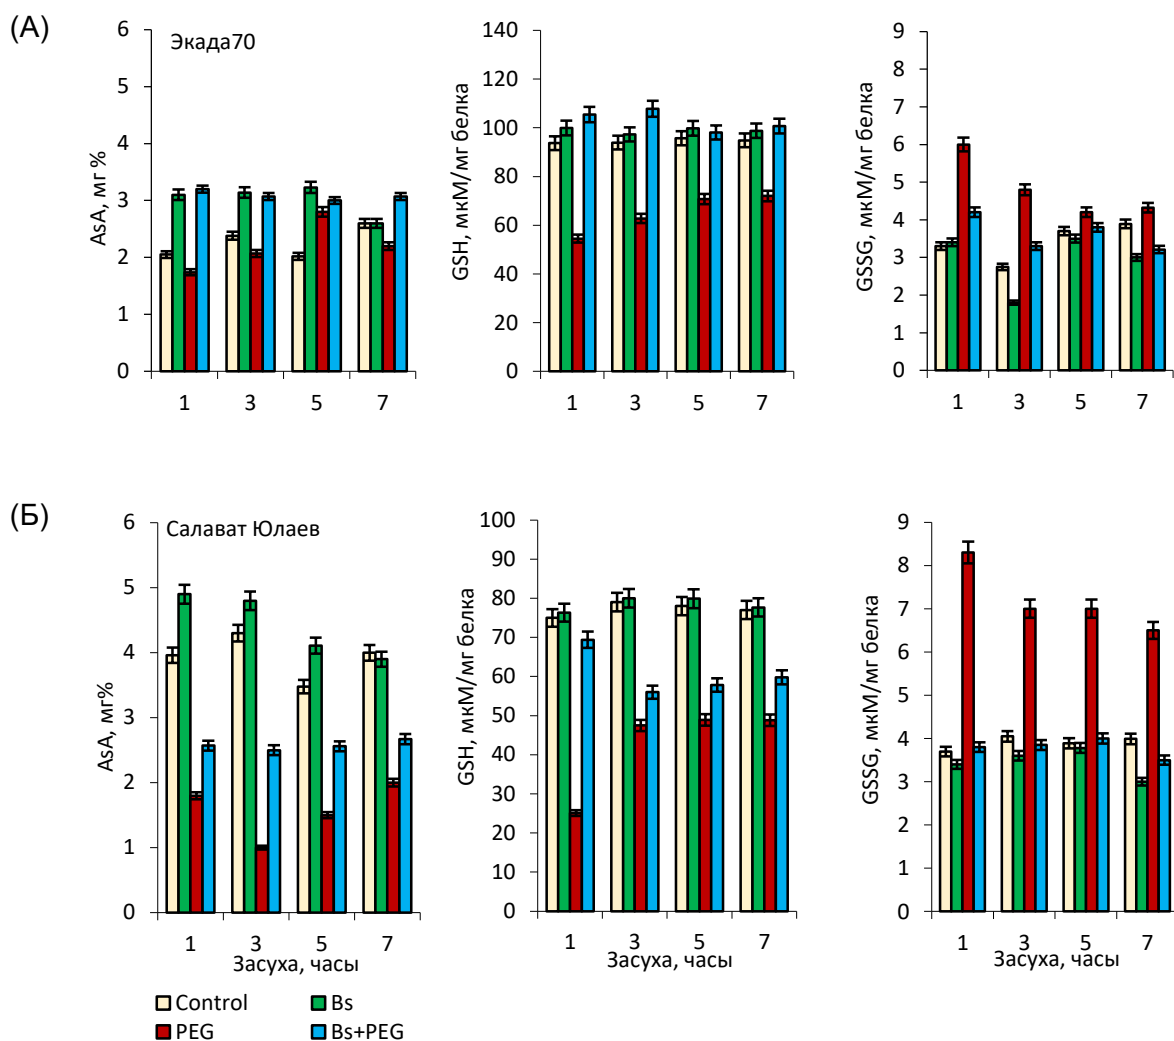 (А)
Экада70
AsA, мг %
6
5
4
3
2
1
0
1 3 5 7
GSH, мкМ/мг белка
140
120
100
80
60
40
20
0
1 3 5 7
GSSG, мкМ/мг белка
9
8
7
6
5
4
3
2
1
0
1 3 5 7
(Б)
Салават Юлаев
AsA, мг%
6
5
4
3
2
1
0
1 3 5 7
Засуха, часы
GSH, мкМ/мг белка
100
90
80
70
60
50
40
30
20
10
0
1 3 5 7
Засуха, часы
GSSG, мкМ/мг белка
9
8
7
6
5
4
3
2
1
0
1 3 5 7
Засуха, часы
Control Bs
PEG Bs+PEG